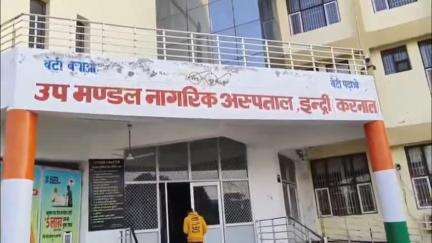 बेटी बचाओ
बेटी पढ़ाओ
उप मण्डल नागरिक अस्पताल, इन्द्री करनाल